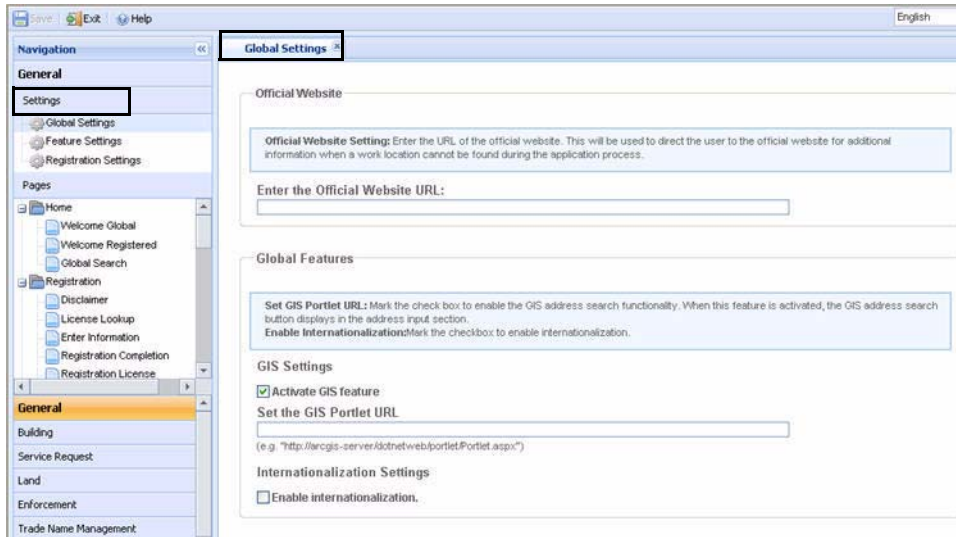 Save Exit Help English
Navigation
General
Settings
Global Settings
Feature Settings
Registration Settings
Pages
Home
Welcome Global
Welcome Registered
Global Search
Registration
Disclaimer
License Lookup
Enter Information
Registration Completion
Registration License
General
Building
Service Request
Land
Enforcement
Trade Name Management
Global Settings
Official Website
Official Website Setting: Enter the URL of the official website. This will be used to direct the user to the official website for additional
information when a work location cannot be found during the application process.
Enter the Official Website URL:
Global Features
Set GIS Portlet URL: Mark the check box to enable the GIS address search functionality. When this feature is activated, the GIS address search
button displays in the address input section.
Enable Internationalization:Mark the checkbox to enable internationalization.
GIS Settings
Activate GIS feature
Set the GIS Portlet URL
(e.g. "http://arcgis-server/dotnetweb/portlet/Portlet.aspx")
Internationalization Settings
Enable internationalization.